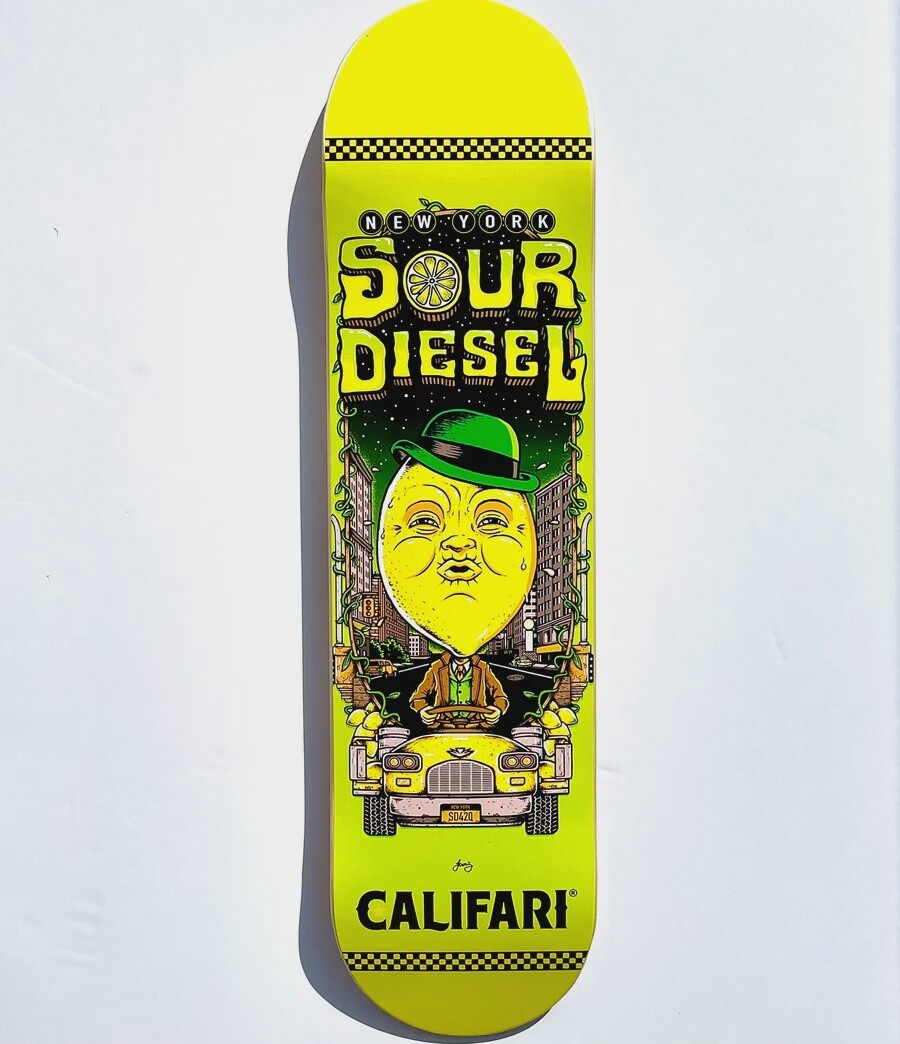 NEW YORK
SOUR
DIESEL
NEW YORK
SD420
CALIFARI®